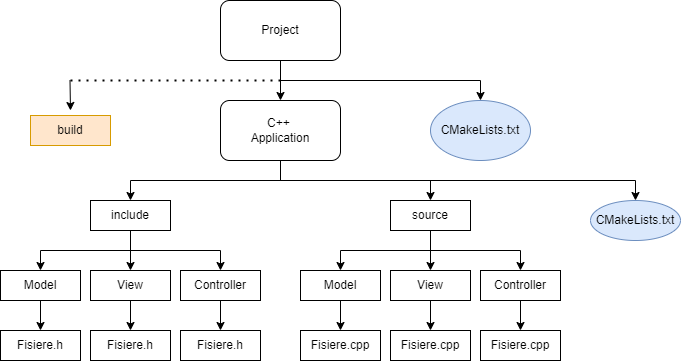 Project
build
C++
Application
CMakeLists.txt
include
source
CMakeLists.txt
Model
View
Controller
Model
View
Controller
Fisiere.h
Fisiere.h
Fisiere.h
Fisiere.cpp
Fisiere.cpp
Fisiere.cpp